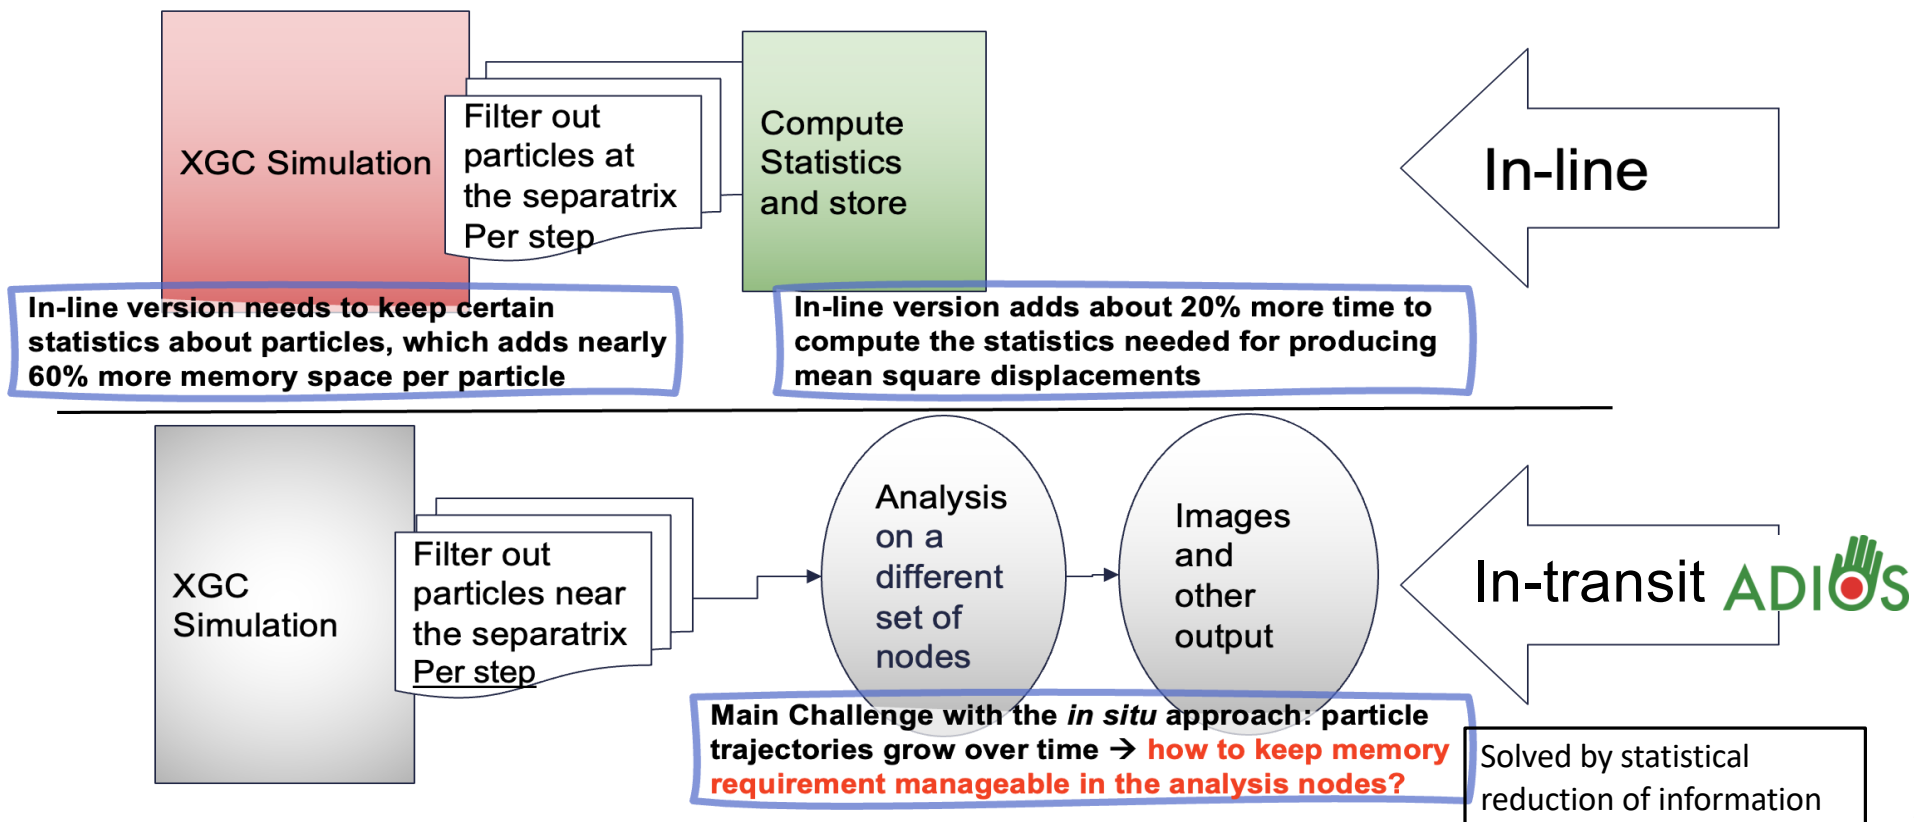 XGC Simulation
Filter out
particles at
the separatrix
Per step
Compute
Statistics
and store
In-line
In-line version needs to keep certain
statistics about particles, which adds nearly
60% more memory space per particle
In-line version adds about 20% more time to
compute the statistics needed for producing
mean square displacements
XGC
Simulation
Filter out
particles near
the separatrix
Per step
Analysis
on a
different
set of
nodes
Images
and
other
output
In-transit
ADIOS
Main Challenge with the in situ approach: particle
trajectories grow over time → how to keep memory
requirement manageable in the analysis nodes?
Solved by statistical
reduction of information